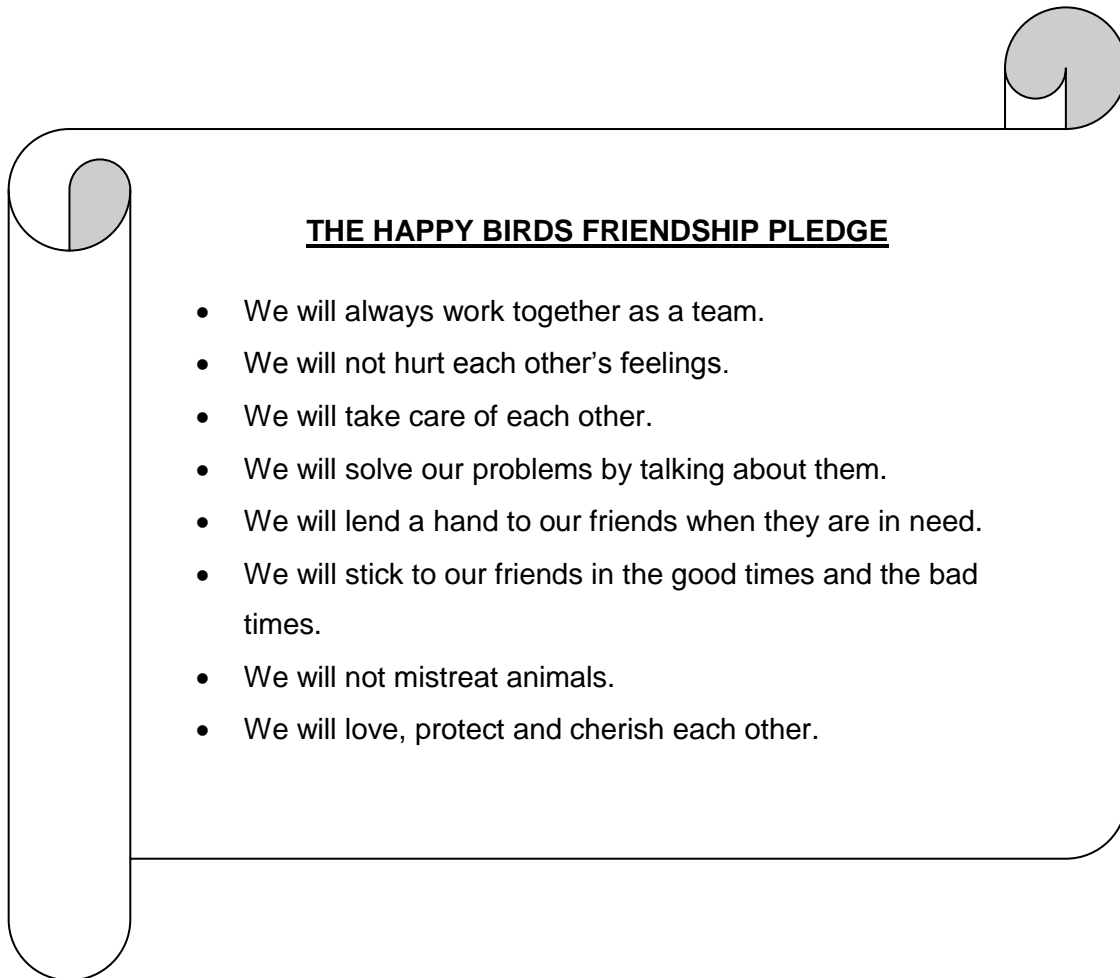 THE HAPPY BIRDS FRIENDSHIP PLEDGE
• We will always work together as a team.
• We will not hurt each other’s feelings.
• We will take care of each other.
• We will solve our problems by talking about them.
• We will lend a hand to our friends when they are in need.
• We will stick to our friends in the good times and the bad
times.
• We will not mistreat animals.
• We will love, protect and cherish each other.